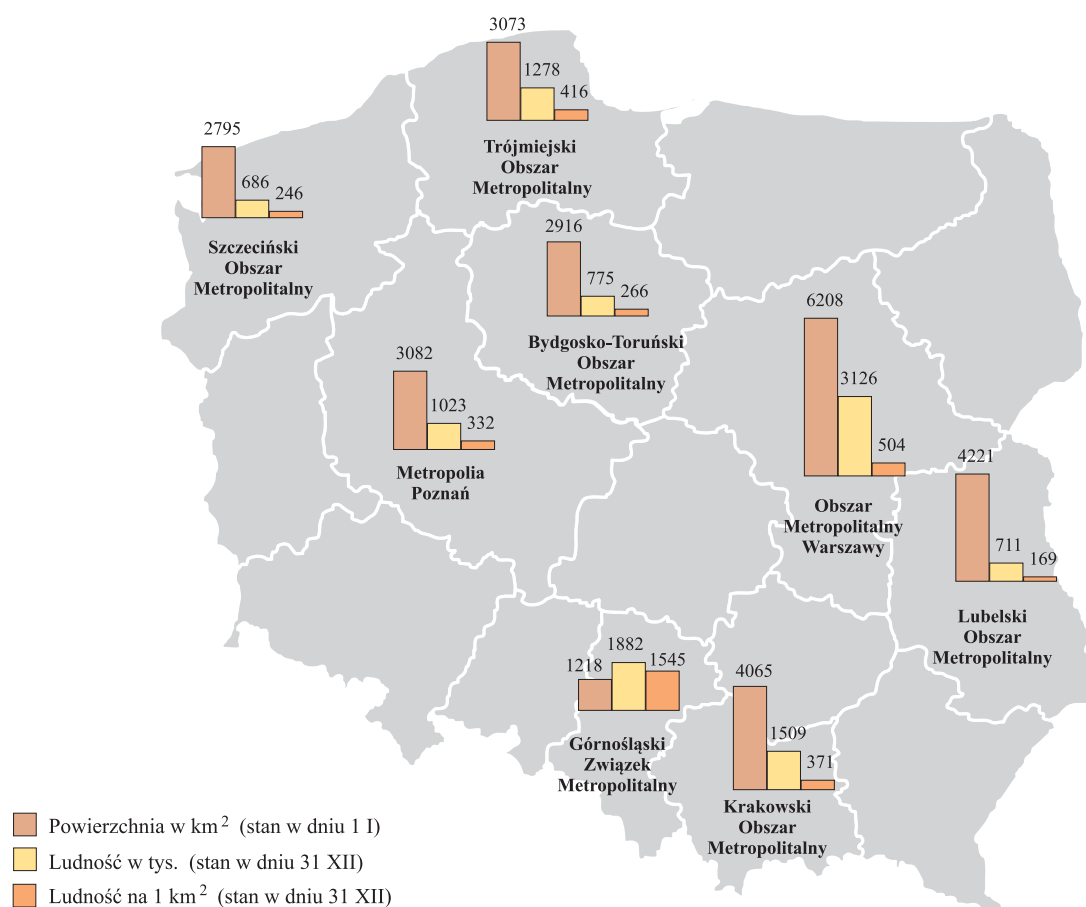 3073
1278
416
Trójmiejski
Obszar
Metropolitalny
2795
686
246
Szczeciński
Obszar
Metropolitalny
2916
775
266
Bydgosko-Toruński
Obszar
Metropolitalny
6208
3126
504
Obszar
Metropolitalny
Warszawy
3082
1023
332
Metropolia
Poznań
4221
711
169
Lubelski
Obszar
Metropolitalny
1218
1882
1545
Górnośląski
Związek
Metropolitalny
4065
1509
371
Krakowski
Obszar
Metropolitalny
Powierzchnia w km² (stan w dniu 1 I)
Ludność w tys. (stan w dniu 31 XII)
Ludność na 1 km² (stan w dniu 31 XII)